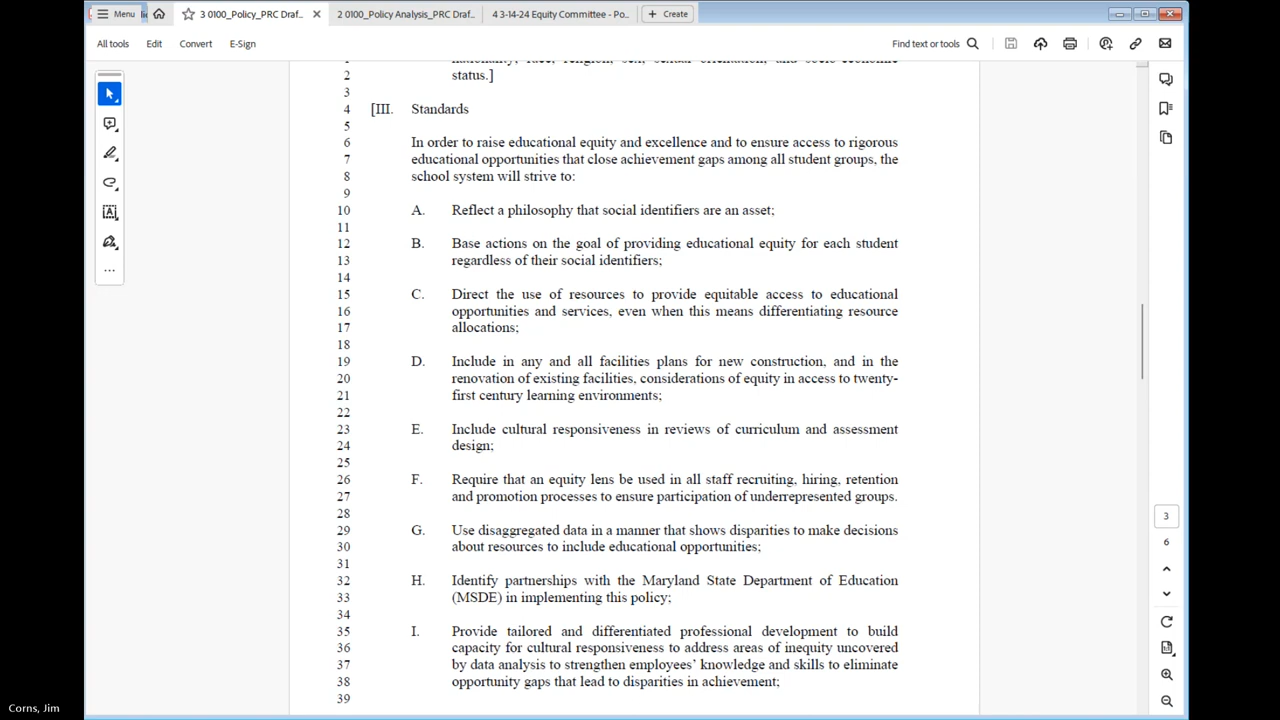 Menu
3 0100_Policy_PRC Draf...
2 0100_Policy Analysis_PRC Draf...
4 3-14-24 Equity Committee - Po...
+ Create
All tools
Edit
Convert
E-Sign
Find text or tools
1 nationality, race, religion, sex, sexual orientation, and socio-economic
2 status.]
3
4 [III. Standards
5
6 In order to raise educational equity and excellence and to ensure access to rigorous
7 educational opportunities that close achievement gaps among all student groups, the
8 school system will strive to:
9
10 A. Reflect a philosophy that social identifiers are an asset;
11
12 B. Base actions on the goal of providing educational equity for each student
13 regardless of their social identifiers;
14
15 C. Direct the use of resources to provide equitable access to educational
16 opportunities and services, even when this means differentiating resource
17 allocations;
18
19 D. Include in any and all facilities plans for new construction, and in the
20 renovation of existing facilities, considerations of equity in access to twenty-
21 first century learning environments;
22
23 E. Include cultural responsiveness in reviews of curriculum and assessment
24 design;
25
26 F. Require that an equity lens be used in all staff recruiting, hiring, retention
27 and promotion processes to ensure participation of underrepresented groups.
28
29 G. Use disaggregated data in a manner that shows disparities to make decisions
30 about resources to include educational opportunities;
31
32 H. Identify partnerships with the Maryland State Department of Education
33 (MSDE) in implementing this policy;
34
35 I. Provide tailored and differentiated professional development to build
36 capacity for cultural responsiveness to address areas of inequity uncovered
37 by data analysis to strengthen employees' knowledge and skills to eliminate
38 opportunity gaps that lead to disparities in achievement;
39
3
6
Corns, Jim